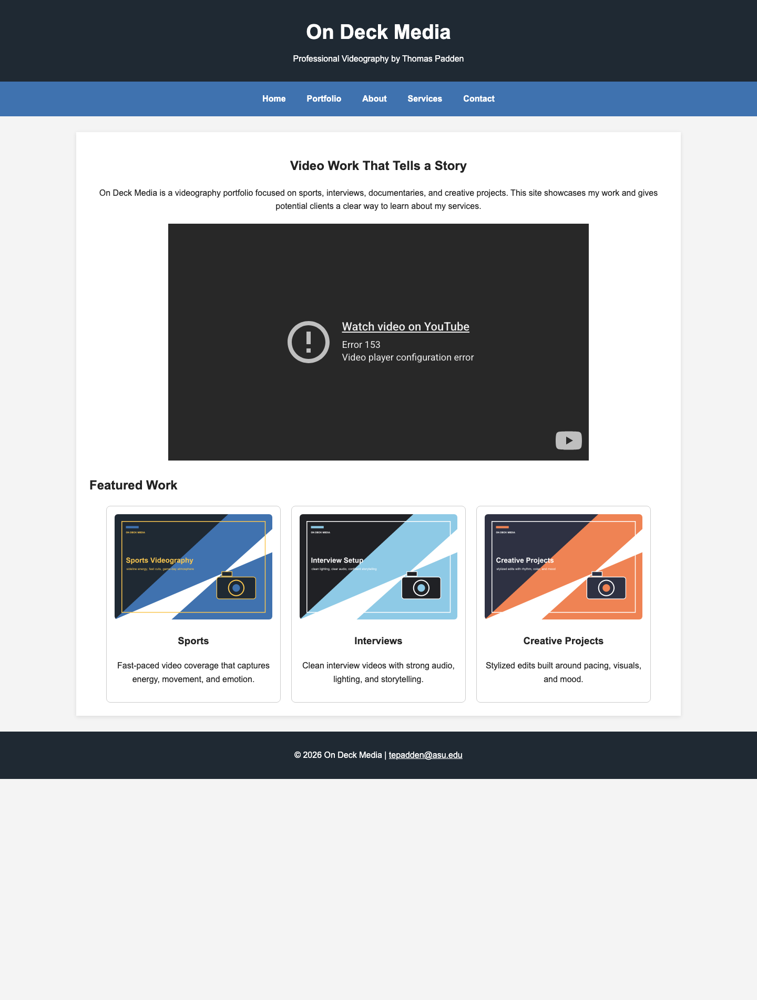 On Deck Media
Professional Videography by Thomas Padden
Home
Portfolio
About
Services
Contact
Video Work That Tells a Story
On Deck Media is a videography portfolio focused on sports, interviews, documentaries, and creative projects. This site showcases my work and gives
potential clients a clear way to learn about my services.
Watch video on YouTube
Error 153
Video player configuration error
Featured Work
ON DECK MEDIA
Sports Videography
sideline energy, fast cuts, game-day atmosphere
Sports
Fast-paced video coverage that captures
energy, movement, and emotion.
ON DECK MEDIA
Interview Setup
clean lighting, clear audio, confident storytelling
Interviews
Clean interview videos with strong audio,
lighting, and storytelling.
ON DECK MEDIA
Creative Projects
stylized edits with rhythm, color, and mood
Creative Projects
Stylized edits built around pacing, visuals,
and mood.
© 2026 On Deck Media | tepadden@asu.edu